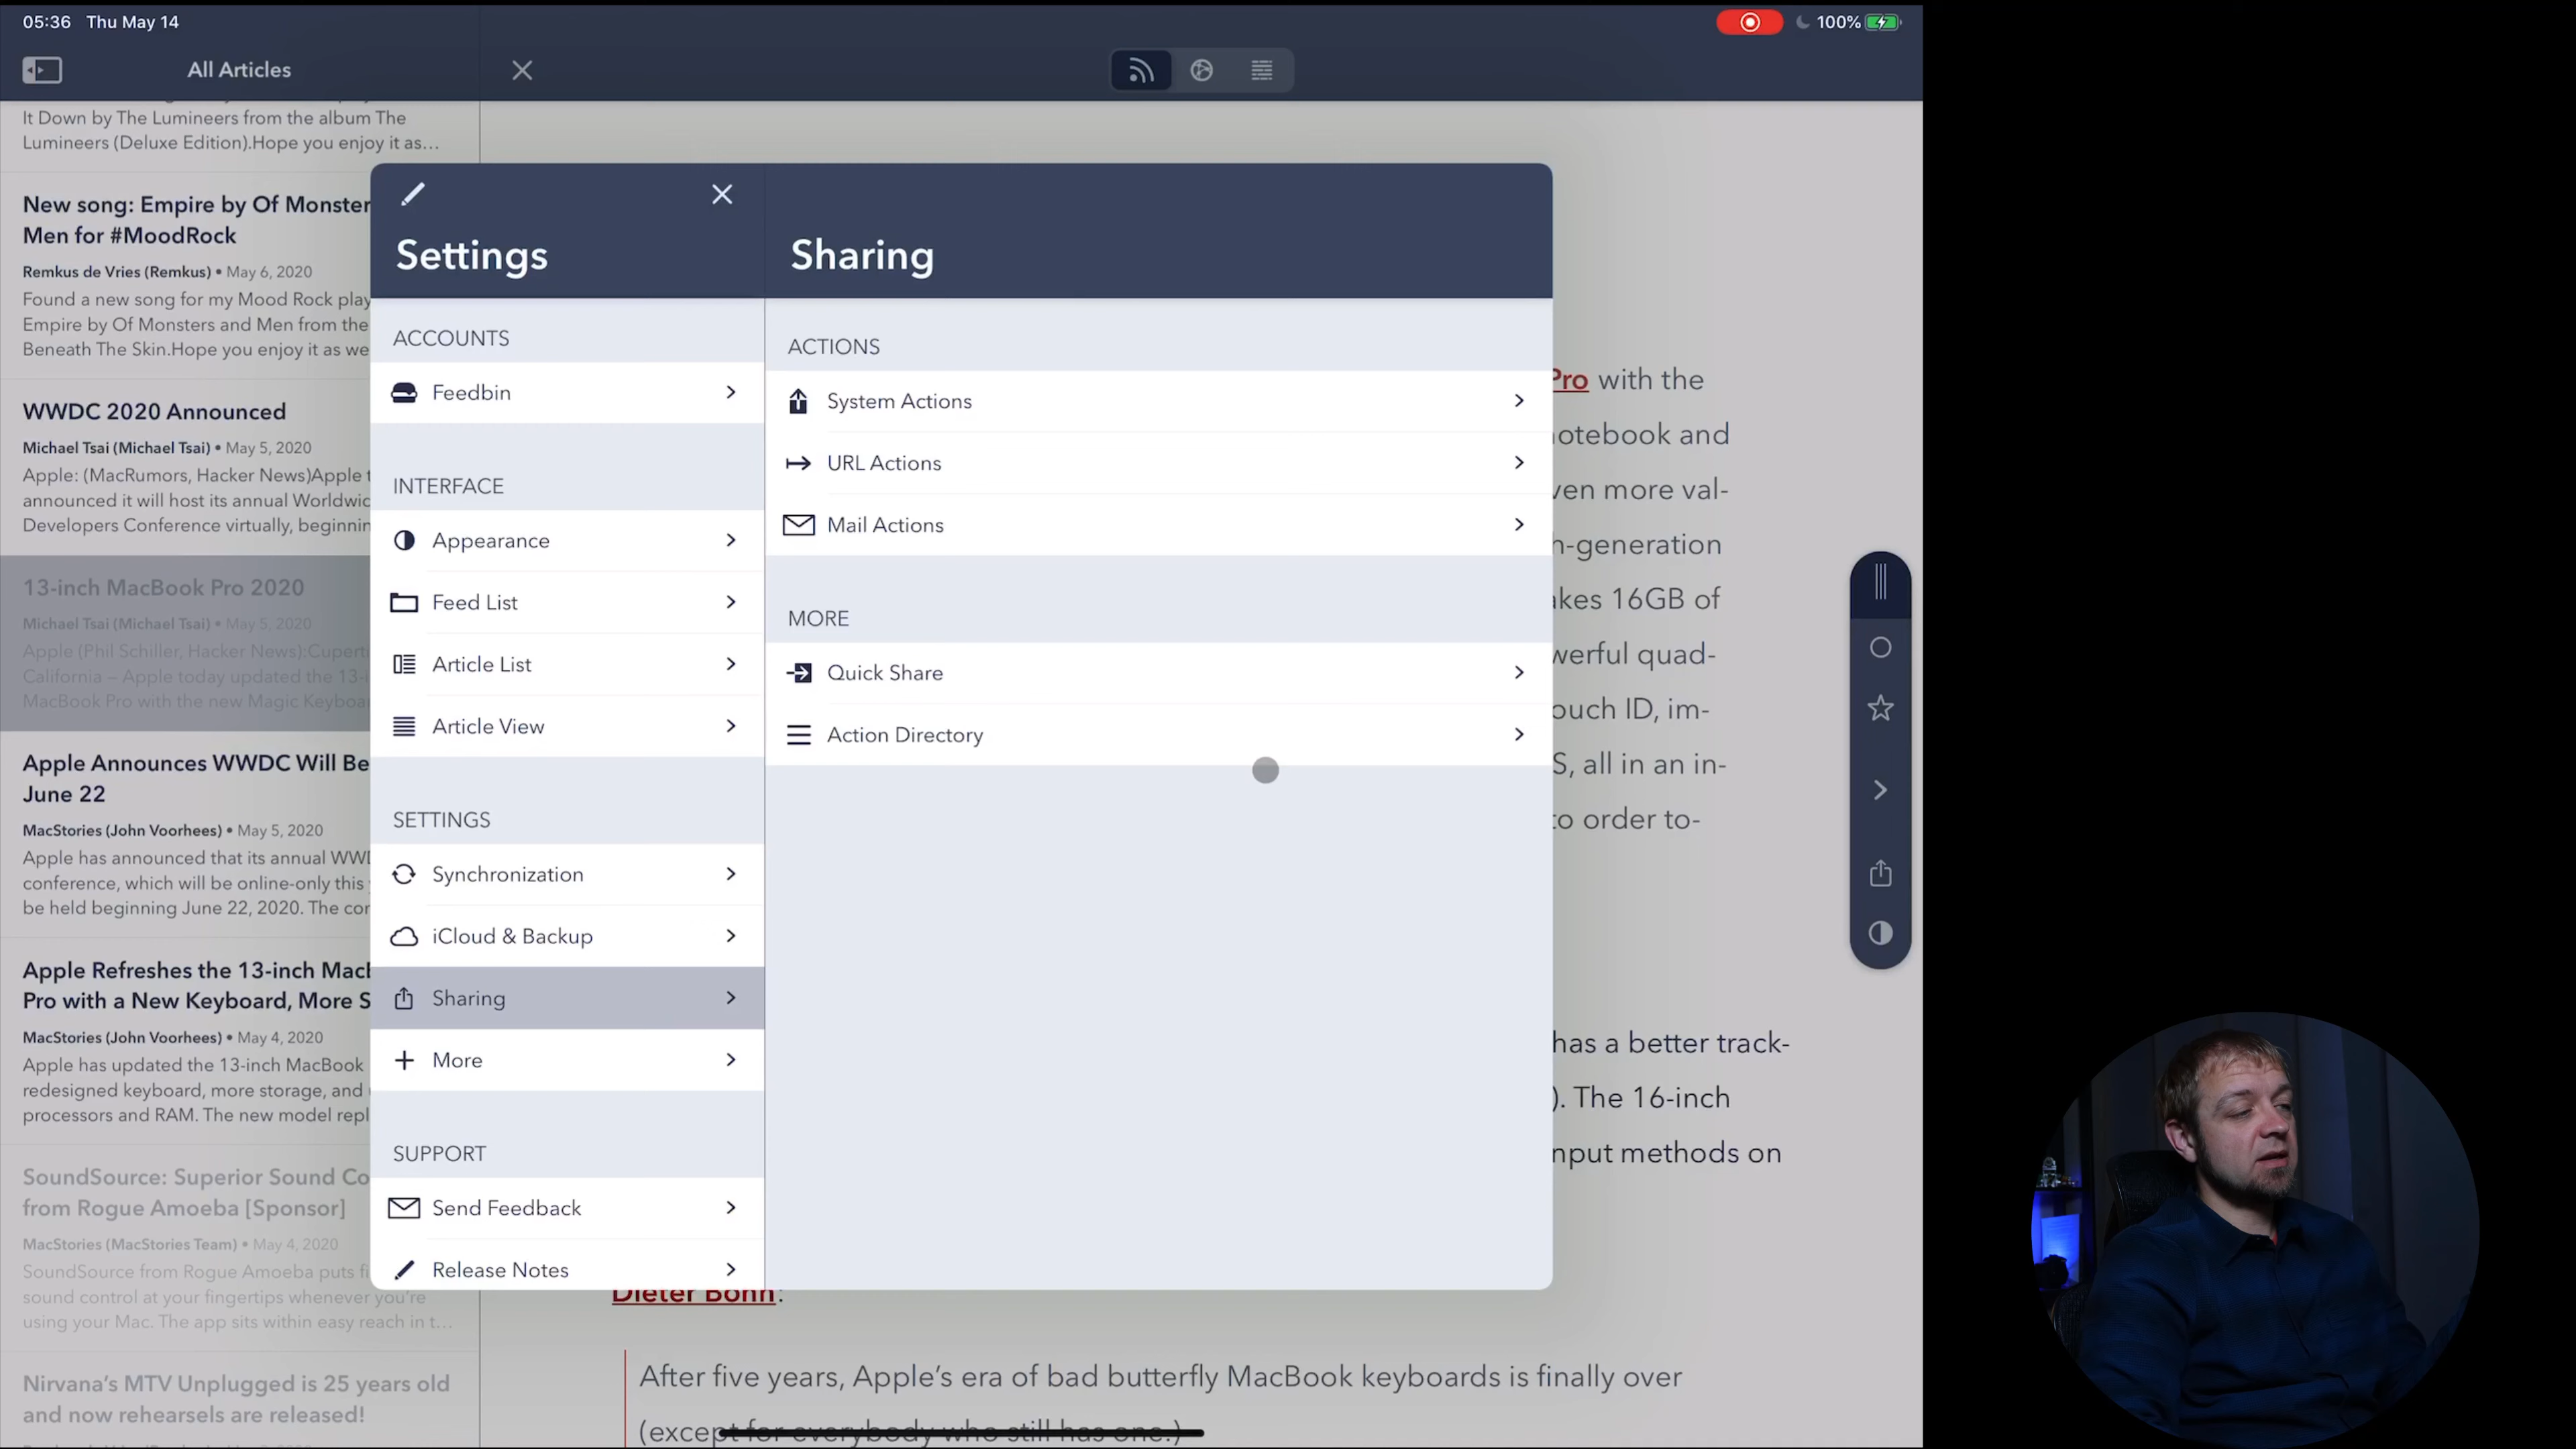 05:36 Thu May 14
100%
All Articles
It Down by The Lumineers from the album The
Lumineers (Deluxe Edition).Hope you enjoy it as…
New song: Empire by Of Monster
Men for #MoodRock
Remkus de Vries (Remkus) • May 6, 2020
Found a new song for my Mood Rock play
Empire by Of Monsters and Men from the
Beneath The Skin.Hope you enjoy it as we
WWDC 2020 Announced
Michael Tsai (Michael Tsai) • May 5, 2020
Apple: (MacRumors, Hacker News)Apple t
announced it will host its annual Worldwic
Developers Conference virtually, beginnin
13-inch MacBook Pro 2020
Michael Tsai (Michael Tsai) • May 5, 2020
Apple (Phil Schiller, Hacker News):Cuperti
California – Apple today updated the 13-i
MacBook Pro with the new Magic Keyboar
Apple Announces WWDC Will Be
June 22
MacStories (John Voorhees) • May 5, 2020
Apple has announced that its annual WWD
conference, which will be online-only this
be held beginning June 22, 2020. The cor
Apple Refreshes the 13-inch MacB
Pro with a New Keyboard, More S
MacStories (John Voorhees) • May 4, 2020
Apple has updated the 13-inch MacBook
redesigned keyboard, more storage, and
processors and RAM. The new model repl
SoundSource: Superior Sound Co
from Rogue Amoeba [Sponsor]
MacStories (MacStories Team) • May 4, 2020
SoundSource from Rogue Amoeba puts fi
sound control at your fingertips whenever you're
using your Mac. The app sits within easy reach in t…
Nirvana's MTV Unplugged is 25 years old
and now rehearsels are released!
Settings
ACCOUNTS
Feedbin
INTERFACE
Appearance
Feed List
Article List
Article View
SETTINGS
Synchronization
iCloud & Backup
Sharing
More
SUPPORT
Send Feedback
Release Notes
Sharing
ACTIONS
System Actions
URL Actions
Mail Actions
MORE
Quick Share
Action Directory
Pro with the
otebook and
ven more val-
h-generation
akes 16GB of
werful quad-
ouch ID, im-
S, all in an in-
to order to-
has a better track-
). The 16-inch
nput methods on
Dieter Bohn:
After five years, Apple's era of bad butterfly MacBook keyboards is finally over
(except for everybody who still has one.)